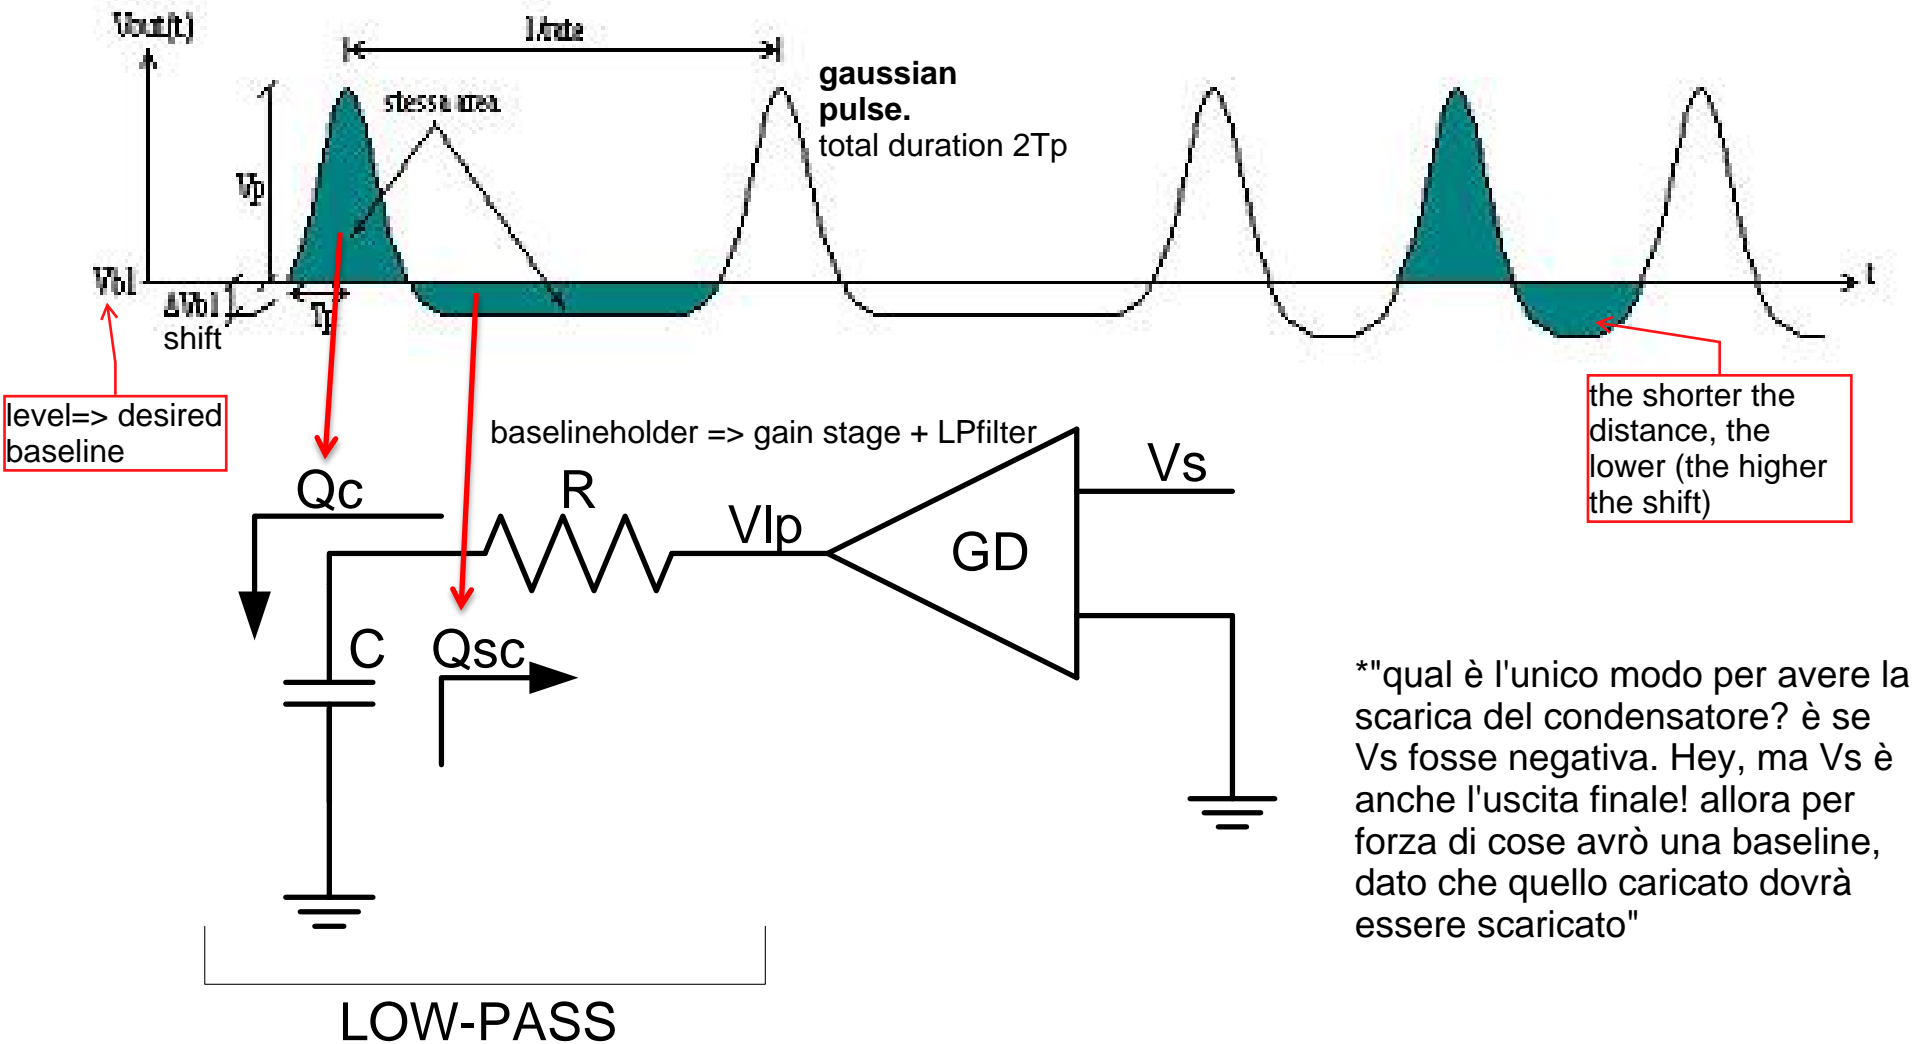 Vout(t)
1/rate
gaussian
pulse.
total duration 2Tp
stessa area
Vp
Vbl
t
ΔVbl
Tp
shift
level=> desired
baseline
the shorter the
distance, the
lower (the higher
the shift)
baselineholder => gain stage + LPfilter
Qc
R
Vlp
Vs
GD
C
Qsc
*"qual è l'unico modo per avere la
scarica del condensatore? è se
Vs fosse negativa. Hey, ma Vs è
anche l'uscita finale! allora per
forza di cose avrò una baseline,
dato che quello caricato dovrà
essere scaricato"
LOW-PASS